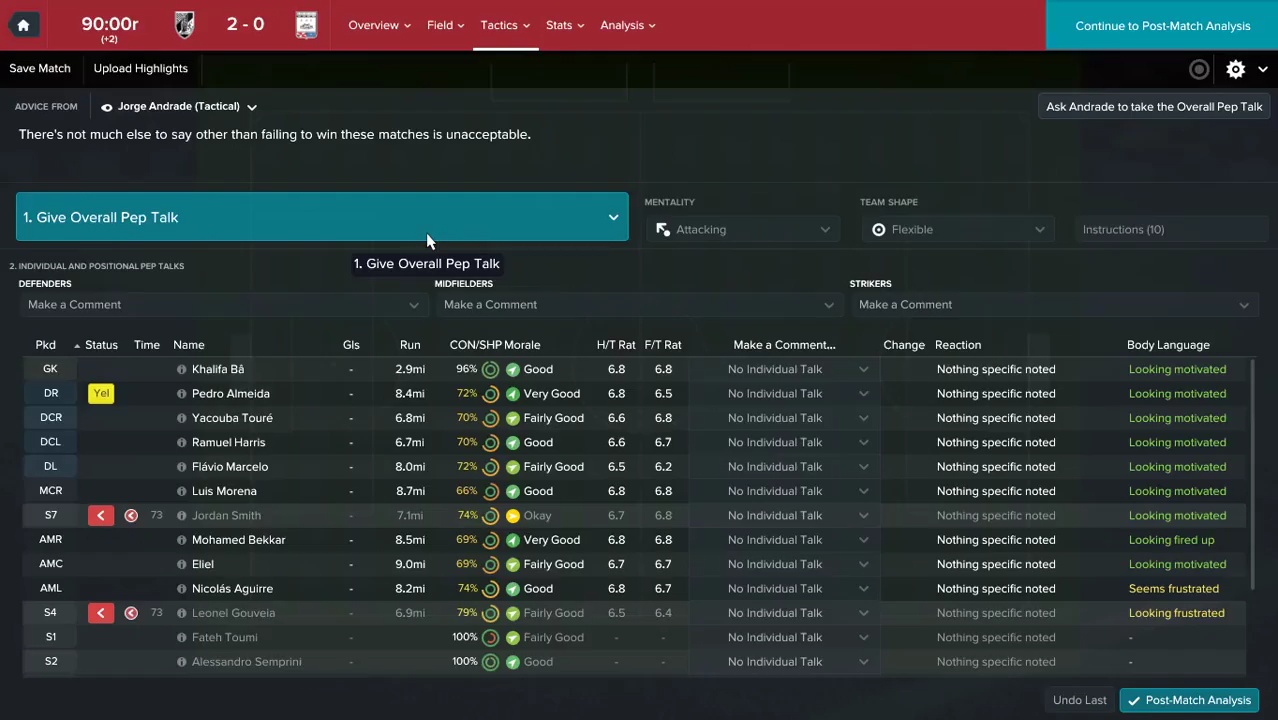 90:00r
(+2)
2 - 0
Overview
Field
Tactics
Stats
Analysis
Continue to Post-Match Analysis
Save Match
Upload Highlights
ADVICE FROM
Jorge Andrade (Tactical)
Ask Andrade to take the Overall Pep Talk
There's not much else to say other than failing to win these matches is unacceptable.
1. Give Overall Pep Talk
MENTALITY
Attacking
TEAM SHAPE
Flexible
Instructions (10)
1. Give Overall Pep Talk
2. INDIVIDUAL AND POSITIONAL PEP TALKS
DEFENDERS
Make a Comment
MIDFIELDERS
Make a Comment
STRIKERS
Make a Comment
Pkd Status Time Name Gls Run CON/SHP Morale H/T Rat F/T Rat Make a Comment... Change Reaction Body Language
GK Khalifa Bâ - 2.9mi 96% Good 6.8 6.8 No Individual Talk Nothing specific noted Looking motivated
DR Yel Pedro Almeida - 8.4mi 72% Very Good 6.8 6.5 No Individual Talk Nothing specific noted Looking motivated
DCR Yacouba Touré - 6.8mi 70% Fairly Good 6.6 6.8 No Individual Talk Nothing specific noted Looking motivated
DCL Ramuel Harris - 6.7mi 70% Good 6.6 6.7 No Individual Talk Nothing specific noted Looking motivated
DL Flávio Marcelo - 8.0mi 72% Fairly Good 6.5 6.2 No Individual Talk Nothing specific noted Looking motivated
MCR Luis Morena - 8.7mi 66% Good 6.8 6.8 No Individual Talk Nothing specific noted Looking motivated
S7 73 Jordan Smith - 7.1mi 74% Okay 6.7 6.8 No Individual Talk Nothing specific noted Looking motivated
AMR Mohamed Bekkar - 8.5mi 69% Very Good 6.8 6.8 No Individual Talk Nothing specific noted Looking fired up
AMC Eliel - 9.0mi 69% Fairly Good 6.7 6.7 No Individual Talk Nothing specific noted Looking motivated
AML Nicolás Aguirre - 8.2mi 74% Good 6.8 6.7 No Individual Talk Nothing specific noted Seems frustrated
S4 73 Leonel Gouveia - 6.9mi 79% Fairly Good 6.5 6.4 No Individual Talk Nothing specific noted Looking frustrated
S1 Fateh Toumi - 100% Fairly Good - - No Individual Talk Nothing specific noted -
S2 Alessandro Semprini - 100% Good - - No Individual Talk Nothing specific noted -
Undo Last
Post-Match Analysis